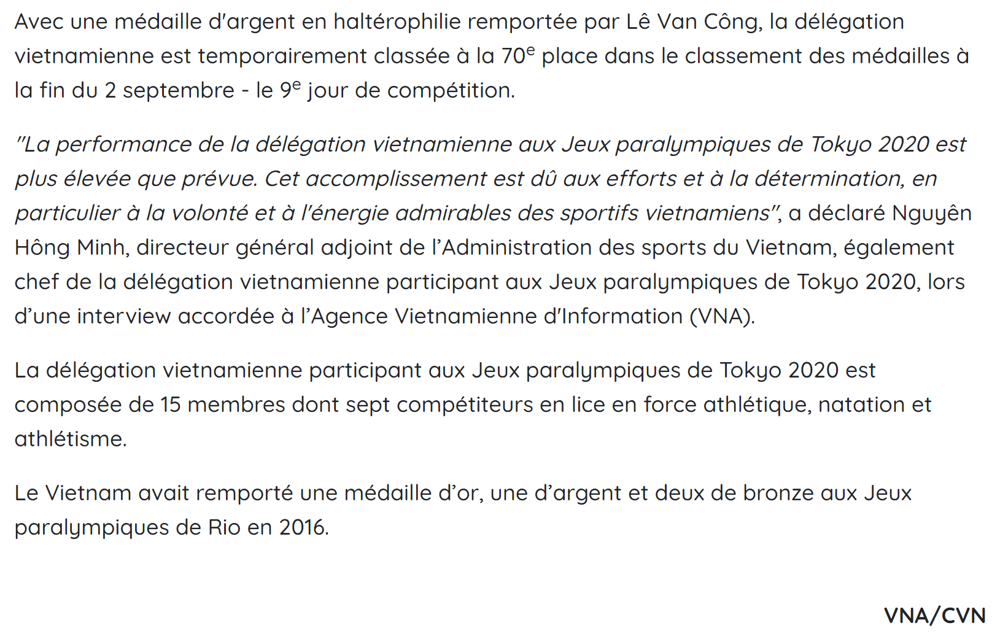 Avec une médaille d'argent en haltérophilie remportée par Lê Van Công, la délégation
vietnamienne est temporairement classée à la 70e place dans le classement des médailles à
la fin du 2 septembre - le 9e jour de compétition.
"La performance de la délégation vietnamienne aux Jeux paralympiques de Tokyo 2020 est
plus élevée que prévue. Cet accomplissement est dû aux efforts et à la détermination, en
particulier à la volonté et à l'énergie admirables des sportifs vietnamiens", a déclaré Nguyên
Hông Minh, directeur général adjoint de l’Administration des sports du Vietnam, également
chef de la délégation vietnamienne participant aux Jeux paralympiques de Tokyo 2020, lors
d’une interview accordée à l’Agence Vietnamienne d'Information (VNA).
La délégation vietnamienne participant aux Jeux paralympiques de Tokyo 2020 est
composée de 15 membres dont sept compétiteurs en lice en force athlétique, natation et
athlétisme.
Le Vietnam avait remporté une médaille d’or, une d’argent et deux de bronze aux Jeux
paralympiques de Rio en 2016.
VNA/CVN